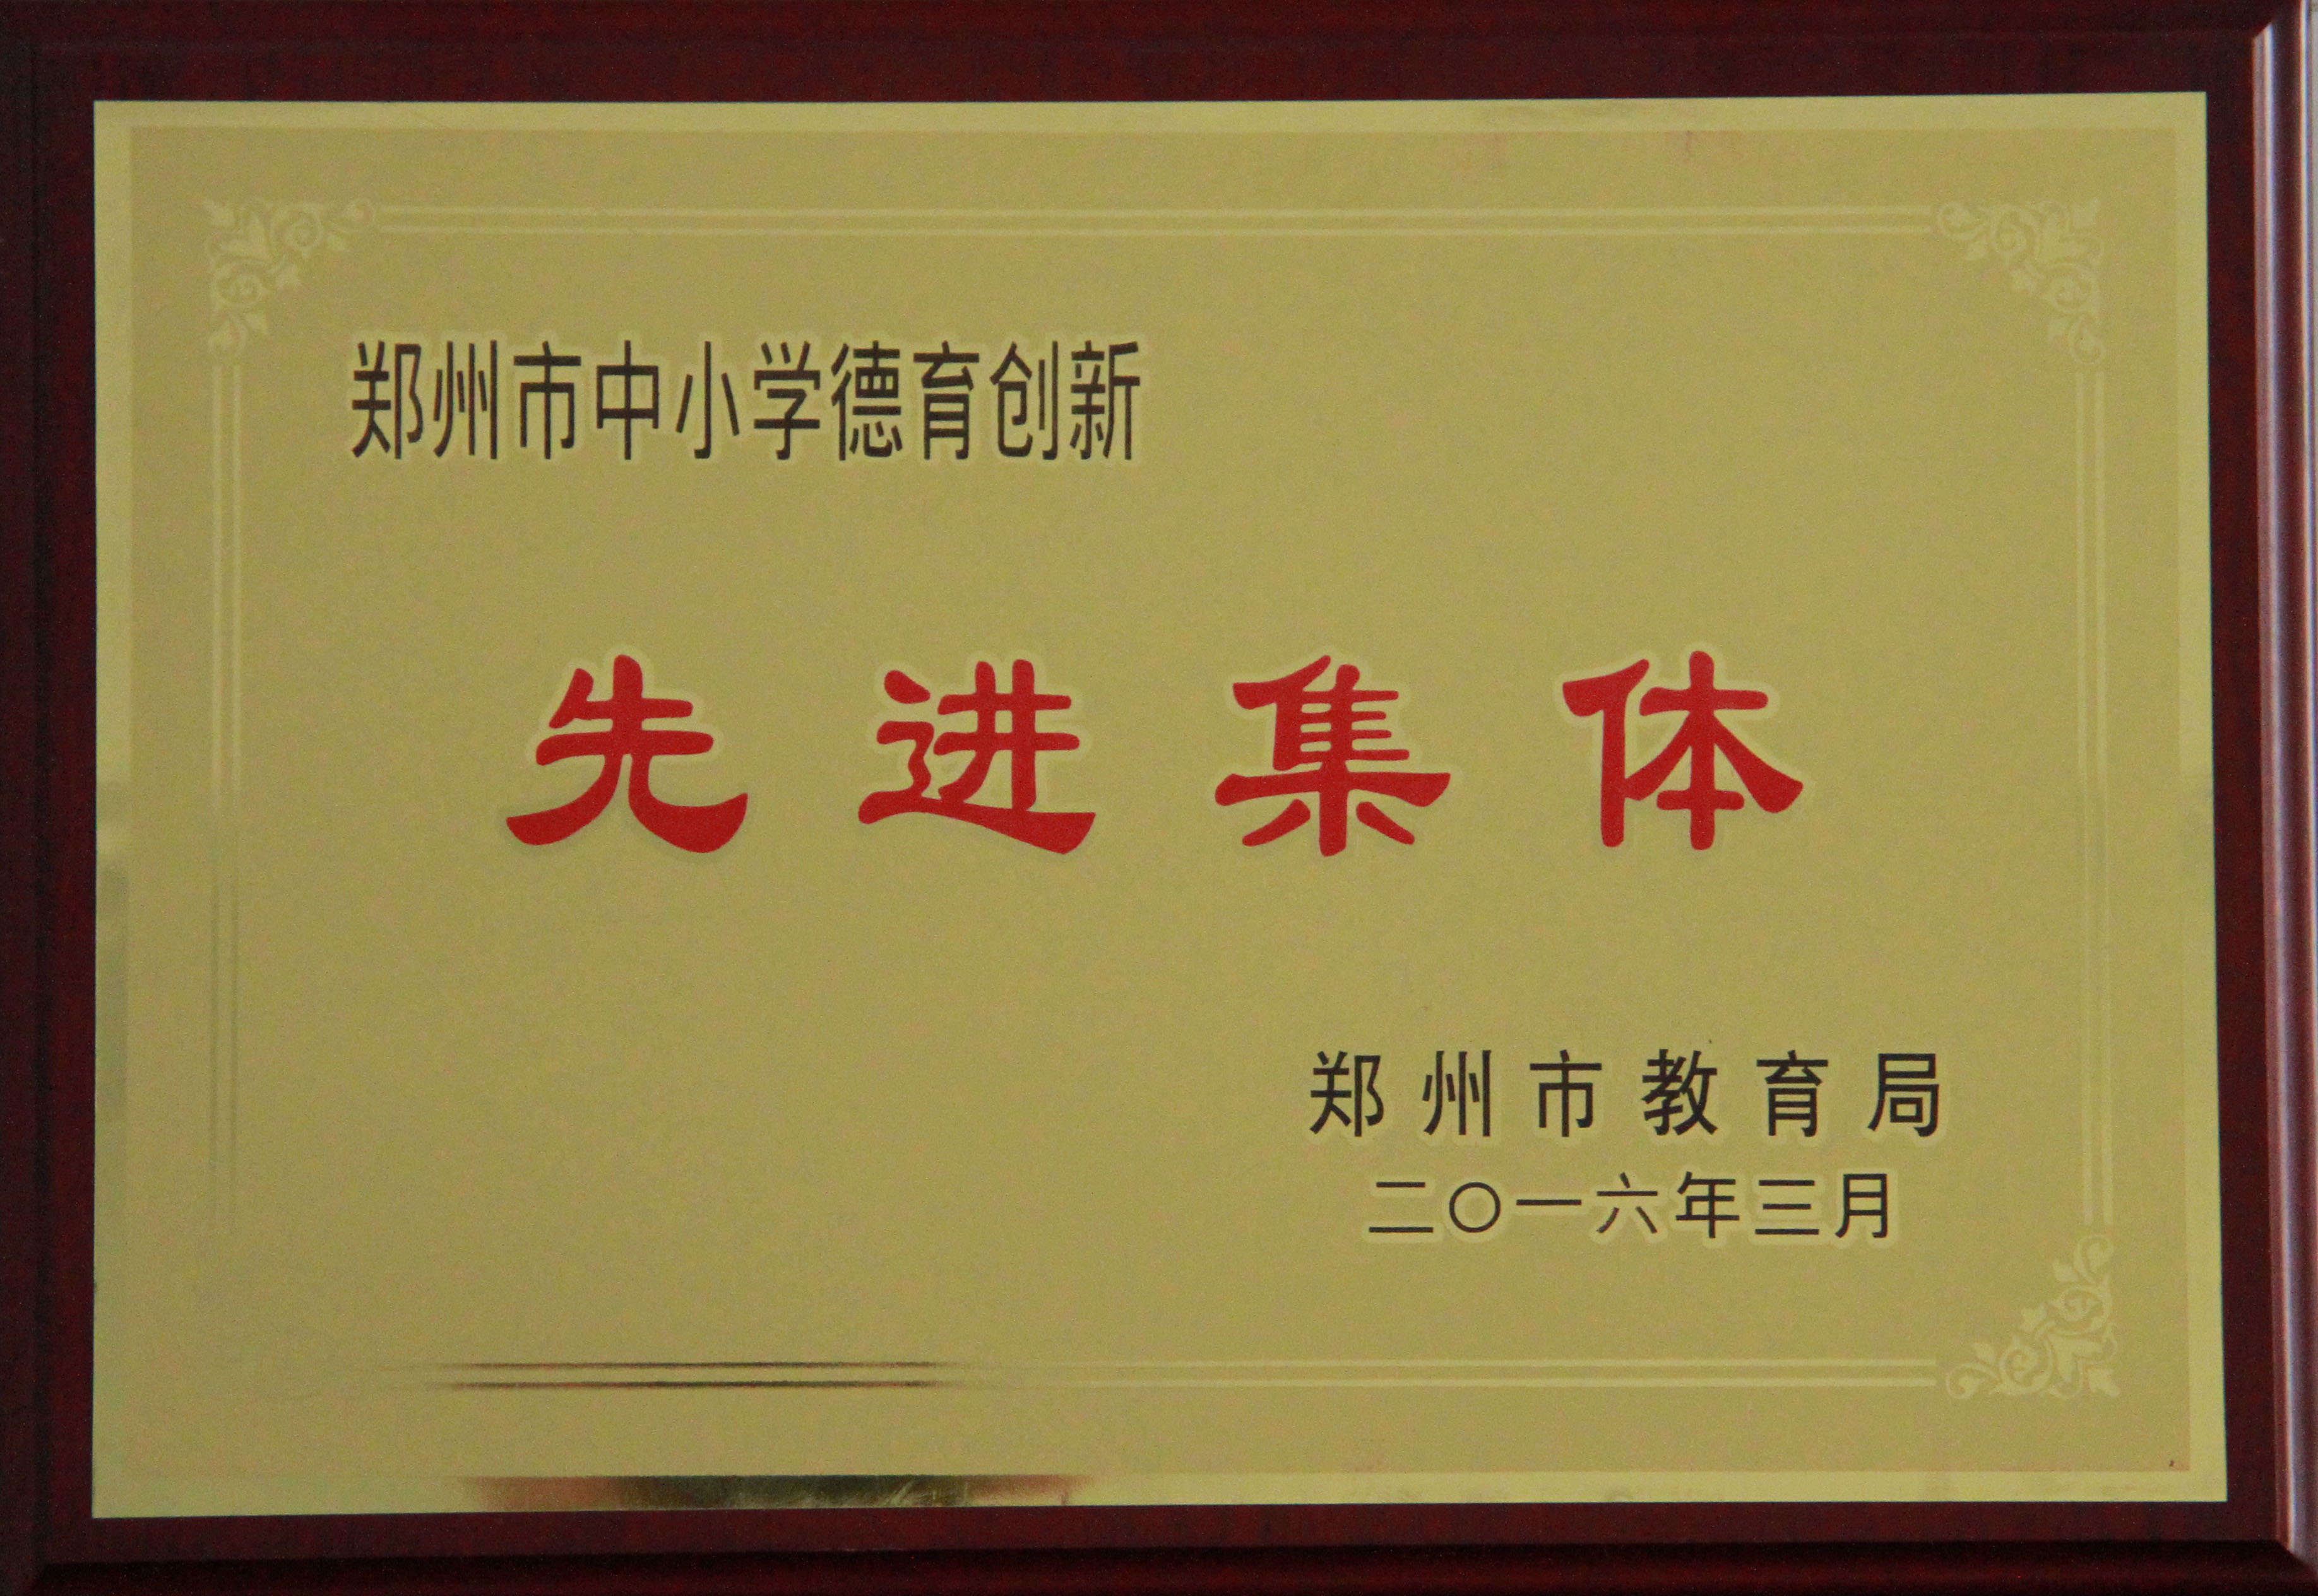 郑州市中小学德育创新
先进集体
郑州市教育局
二〇一六年三月